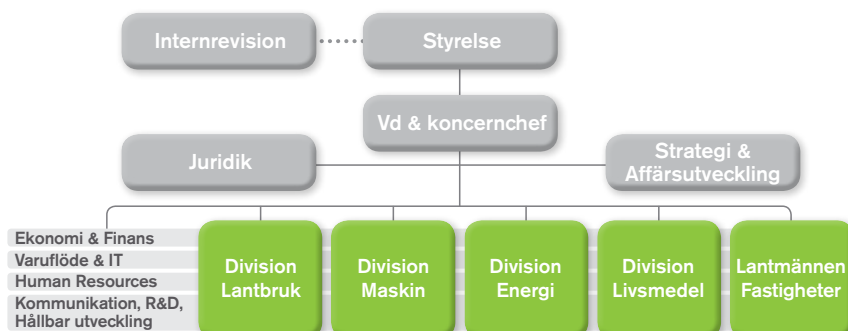 Internrevision
Styrelse
Vd & koncernchef
Juridik
Strategi &
Affärsutveckling
Ekonomi & Finans
Varuflöde & IT
Human Resources
Kommunikation, R&D,
Hållbar utveckling
Division
Lantbruk
Division
Maskin
Division
Energi
Division
Livsmedel
Lantmännen
Fastigheter